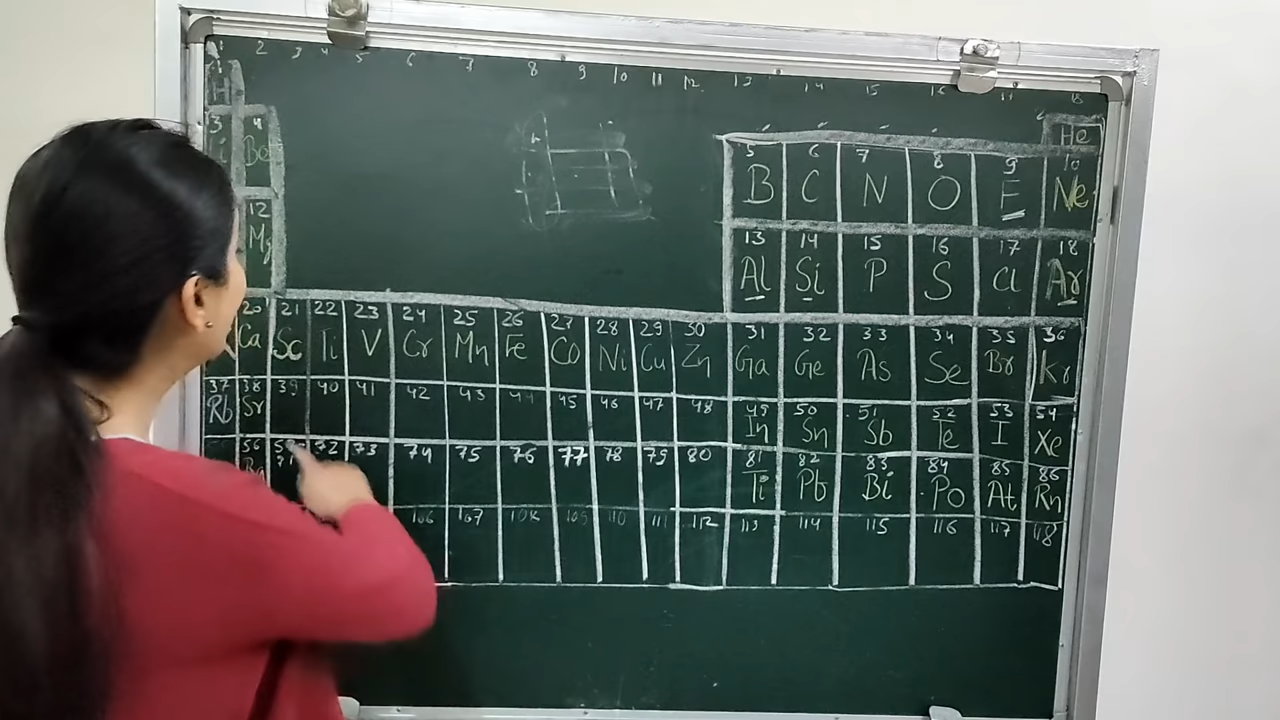 1 2 3 4 5 6 7 8 9 10 11 12 13 14 15 16 17 18
1 2
H He
3 4 5 6 7 8 9 10
Be B C N O F Ne
12 13 14 15 16 17 18
Mg Al Si P S Cl Ar
20 21 22 23 24 25 26 27 28 29 30 31 32 33 34 35 36
Ca Sc Ti V Cr Mn Fe Co Ni Cu Zn Ga Ge As Se Br Kr
37 38 39 40 41 42 43 44 45 46 47 48 49 50 51 52 53 54
Rb Sr In Sn Sb Te I Xe
56 72 73 74 75 76 77 78 79 80 81 82 83 84 85 86
Ba 71 Ti Pb Bi Po At Rn
106 107 108 109 110 111 112 113 114 115 116 117 118